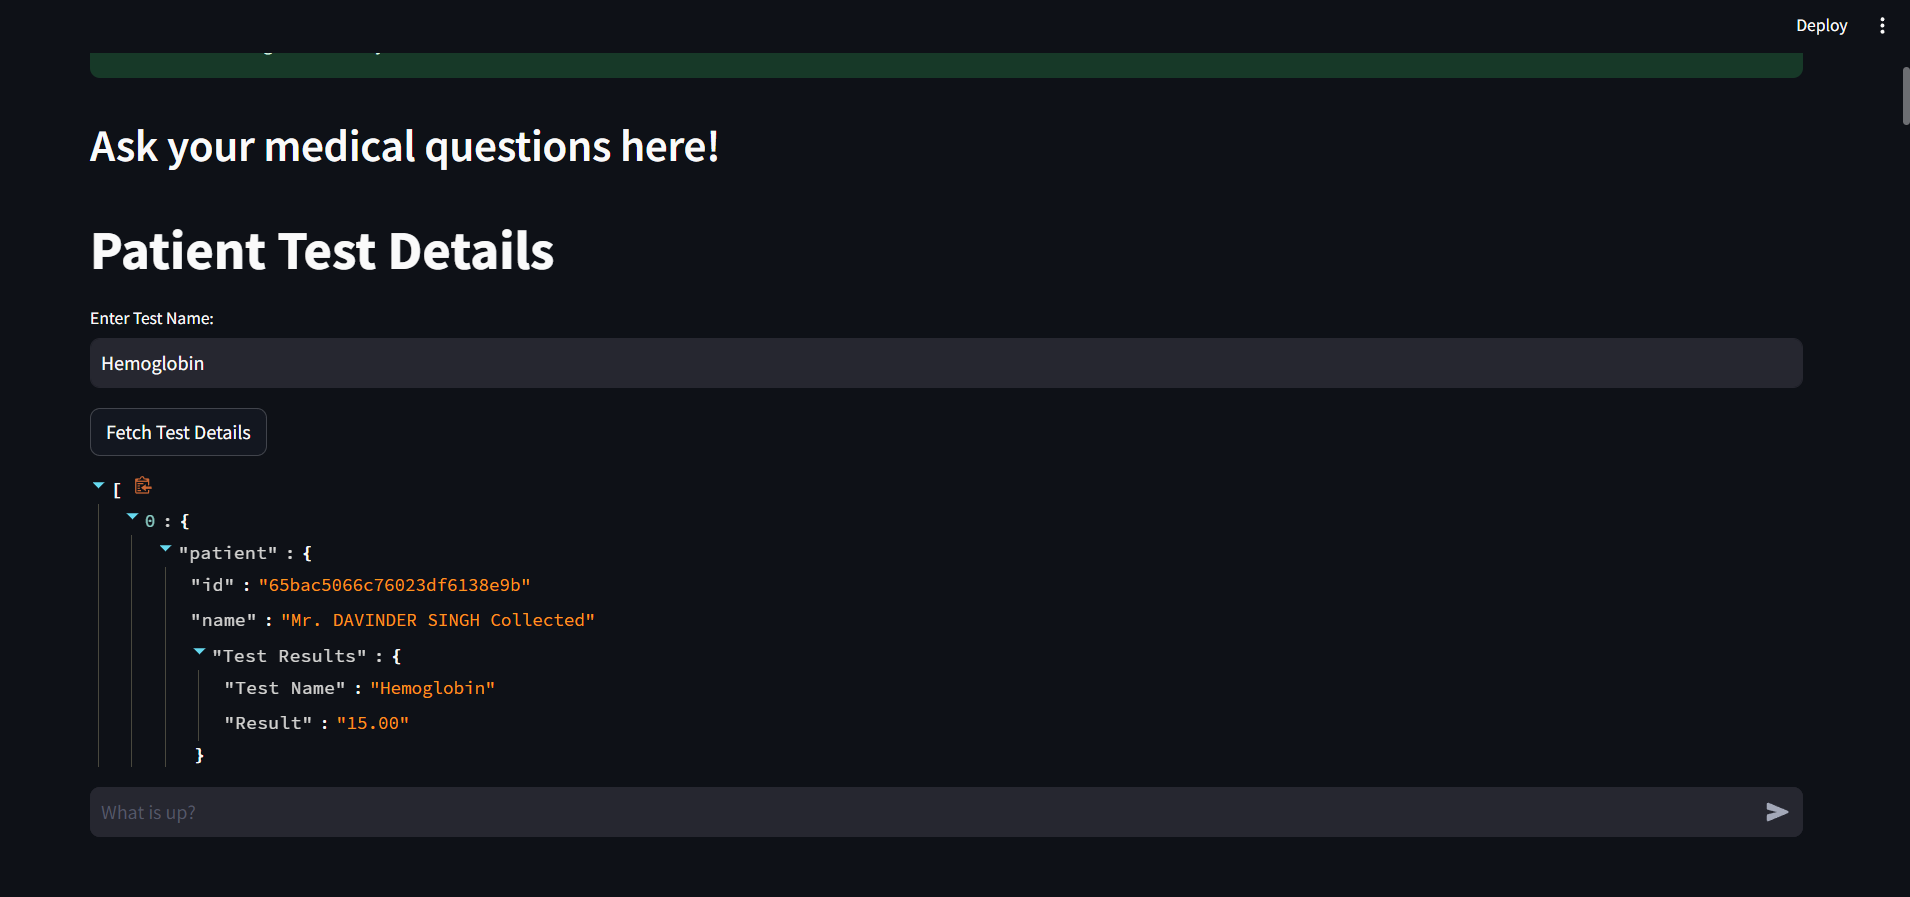 Deploy
Ask your medical questions here!
Patient Test Details
Enter Test Name:
Hemoglobin
Fetch Test Details
[
0 : {
"patient" : {
"id" : "65bac5066c76023df6138e9b"
"name" : "Mr. DAVINDER SINGH Collected"
"Test Results" : {
"Test Name" : "Hemoglobin"
"Result" : "15.00"
}
What is up?